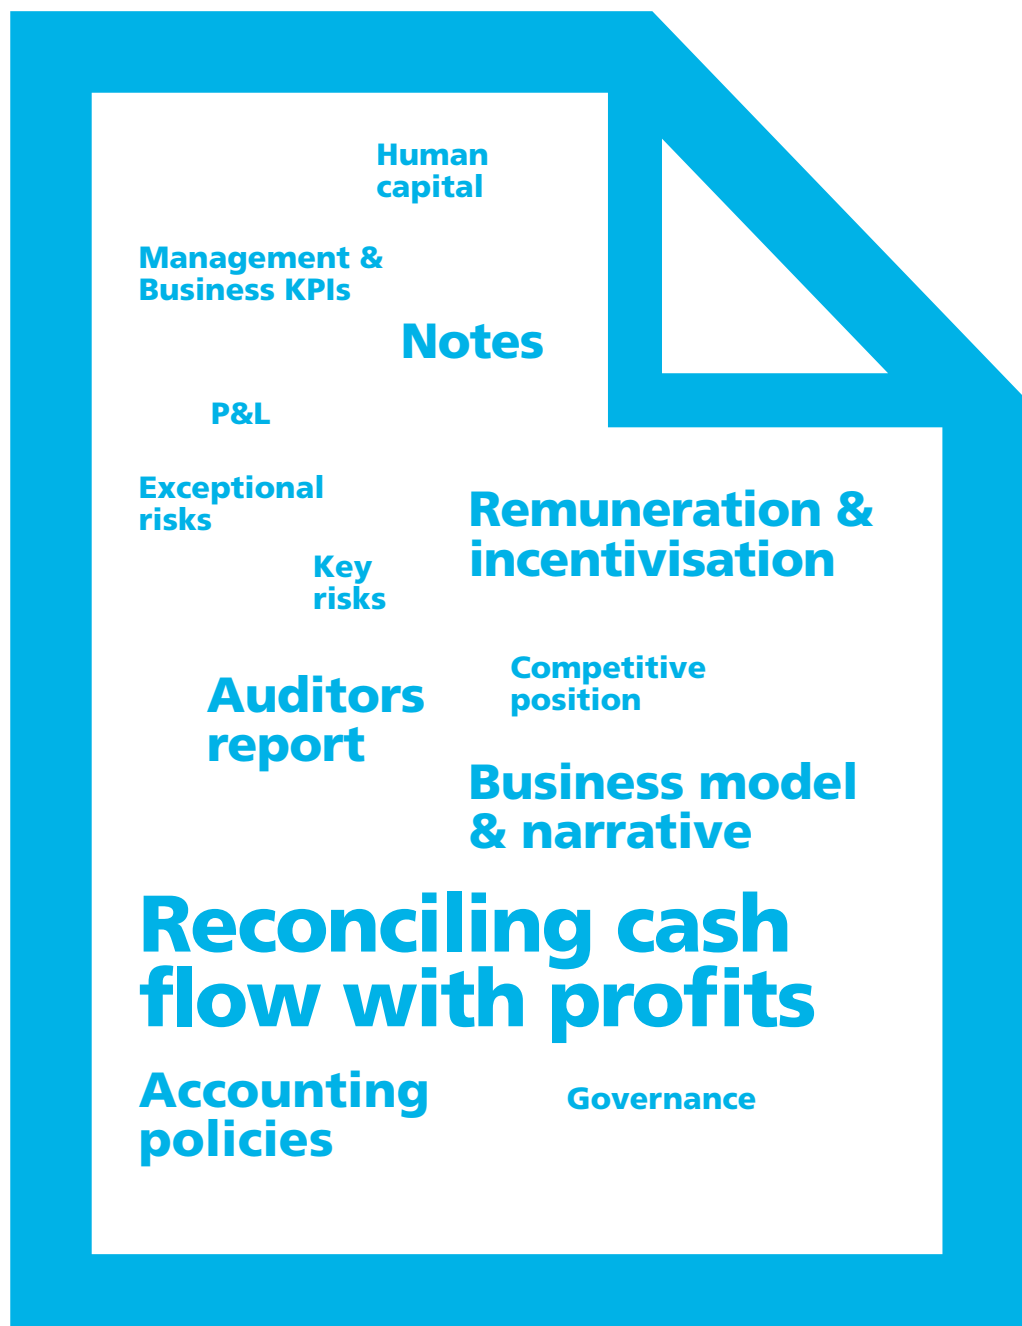 Human
capital
Management &
Business KPIs
Notes
P&L
Exceptional
risks
Remuneration &
incentivisation
Key
risks
Competitive
position
Auditors
report
Business model
& narrative
Reconciling cash
flow with profits
Accounting
policies
Governance